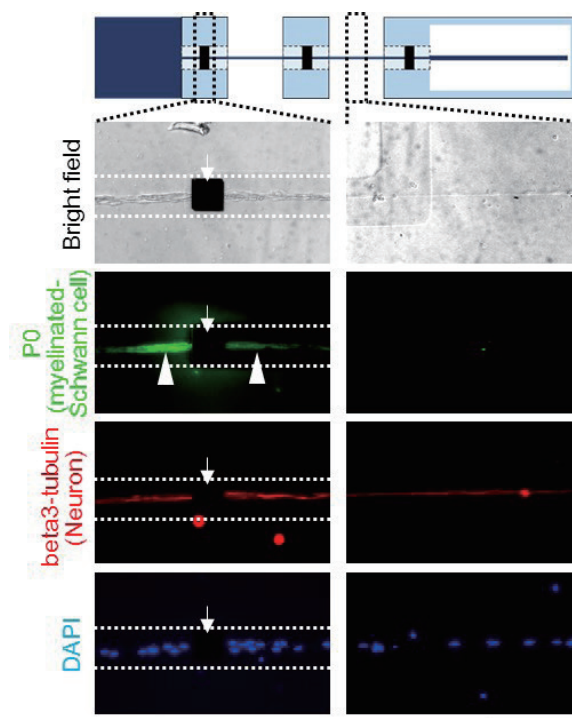 Bright field
P0
(myelinated-
Schwann cell)
beta3-tubulin
(Neuron)
DAPI